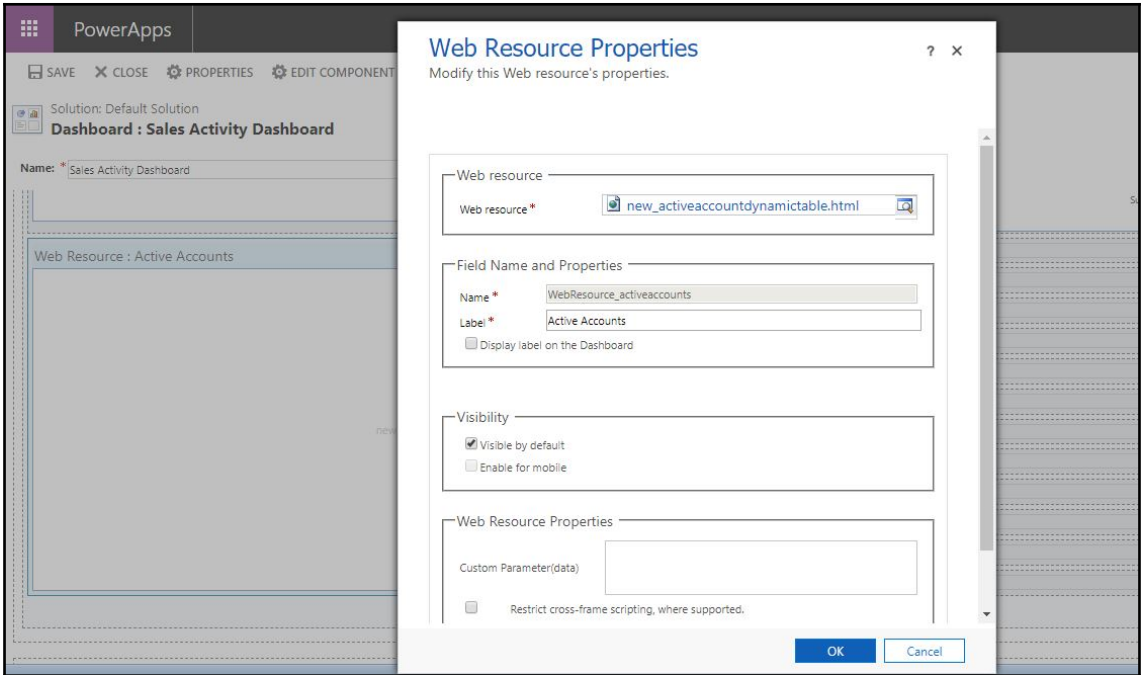 PowerApps
SAVE CLOSE PROPERTIES EDIT COMPONENT
Solution: Default Solution
Dashboard : Sales Activity Dashboard
Name: * Sales Activity Dashboard
Web Resource : Active Accounts
Web Resource Properties
? ×
Modify this Web resource's properties.
Web resource
Web resource * new_activeaccountdynamictable.html
Field Name and Properties
Name * WebResource_activeaccounts
Label * Active Accounts
Display label on the Dashboard
Visibility
Visible by default
Enable for mobile
Web Resource Properties
Custom Parameter(data)
Restrict cross-frame scripting, where supported.
OK Cancel